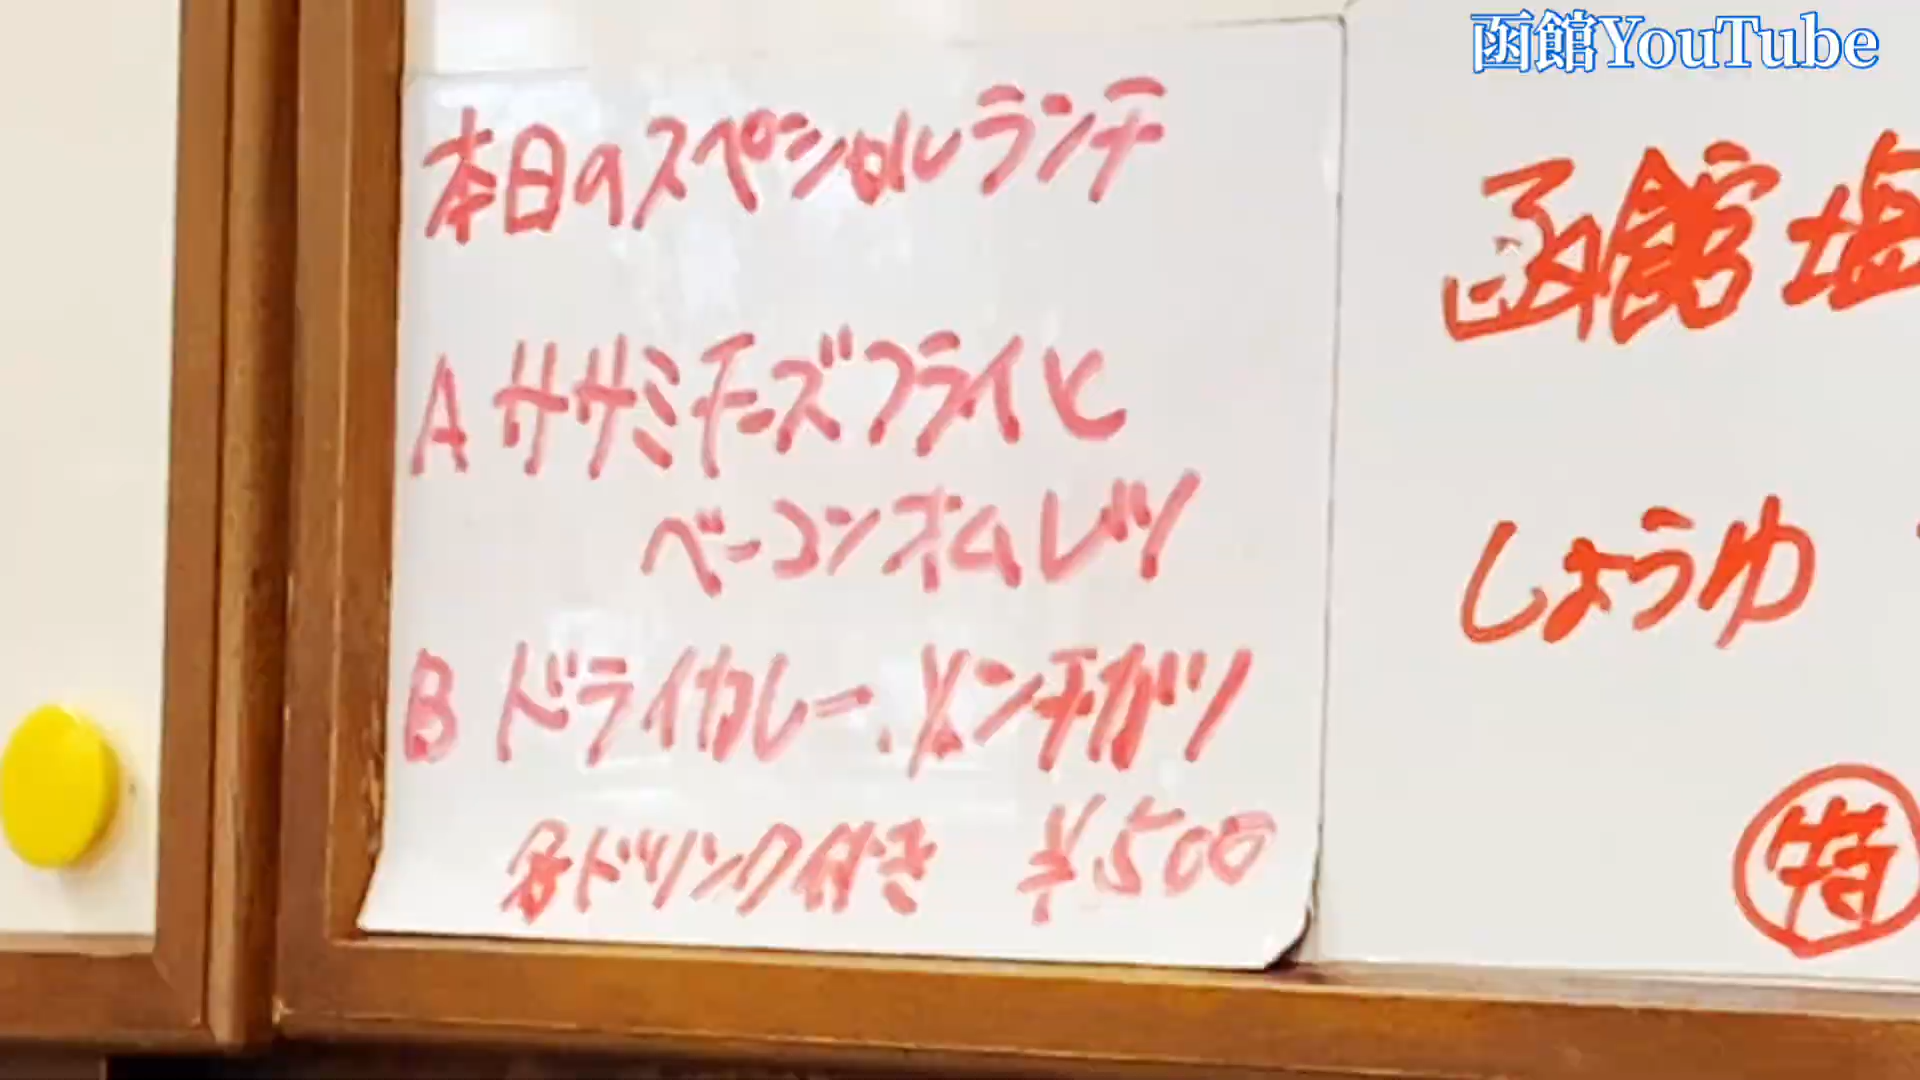 函館YouTube
本日のスペシャルランチ
A ササミチーズフライと
ベーコンオムレツ
B ドライカレー、メンチカツ
各ドリンク付き ¥500
函館塩
しょうゆ
特